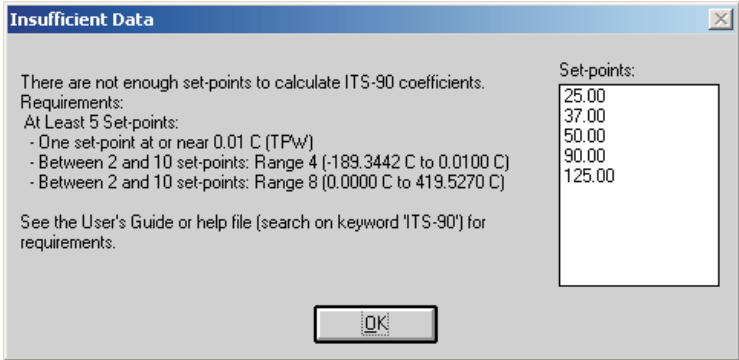 Insufficient Data
There are not enough set-points to calculate ITS-90 coefficients.
Requirements:
At Least 5 Set-points:
- One set-point at or near 0.01 C (TPW)
- Between 2 and 10 set-points: Range 4 (-189.3442 C to 0.0100 C)
- Between 2 and 10 set-points: Range 8 (0.0000 C to 419.5270 C)
See the User's Guide or help file (search on keyword 'ITS-90') for
requirements.
Set-points:
25.00
37.00
50.00
90.00
125.00
OK